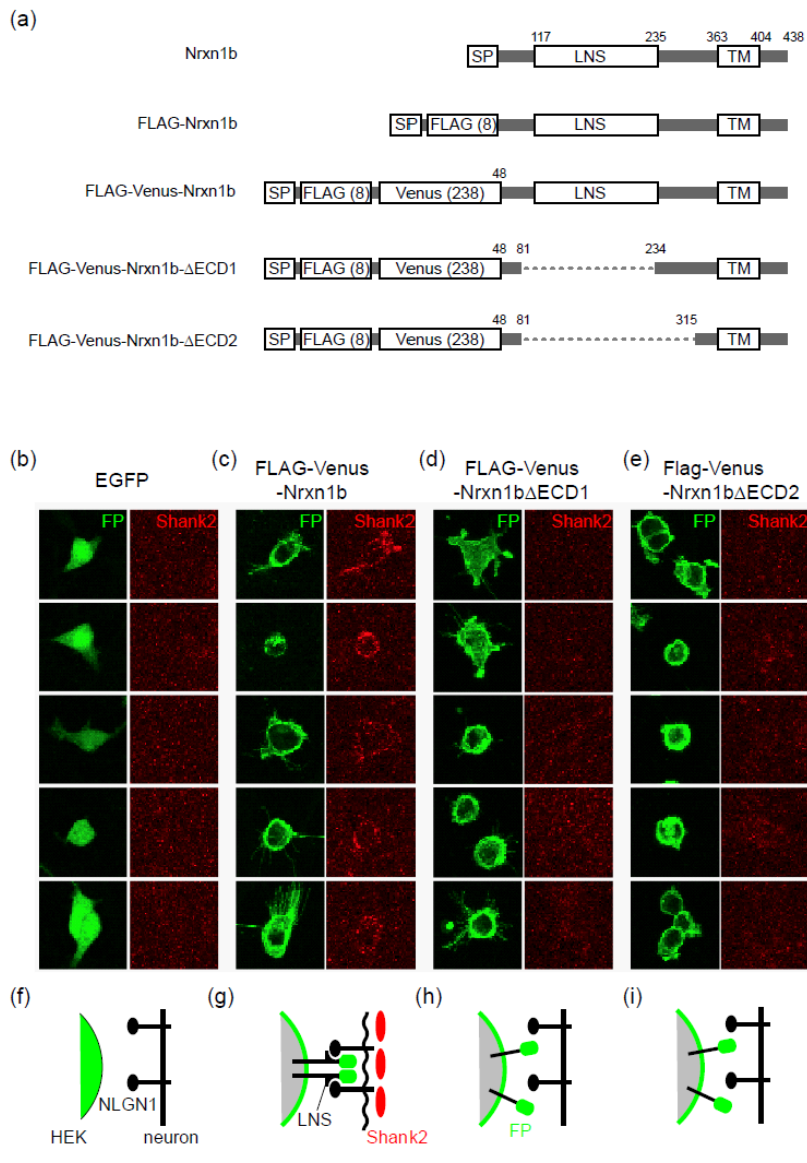 (a)
117 235 363 404 438
Nrxn1b SP LNS TM
FLAG-Nrxn1b SP FLAG (8) LNS TM
48
FLAG-Venus-Nrxn1b SP FLAG (8) Venus (238) LNS TM
48 81 234
FLAG-Venus-Nrxn1b-ΔECD1 SP FLAG (8) Venus (238) TM
48 81 315
FLAG-Venus-Nrxn1b-ΔECD2 SP FLAG (8) Venus (238) TM
(b) EGFP
(c) FLAG-Venus
-Nrxn1b
(d) FLAG-Venus
-Nrxn1bΔECD1
(e) Flag-Venus
-Nrxn1bΔECD2
FP Shank2 FP Shank2 FP Shank2 FP Shank2
(f) (g) (h) (i)
NLGN1
HEK neuron
LNS
Shank2
FP